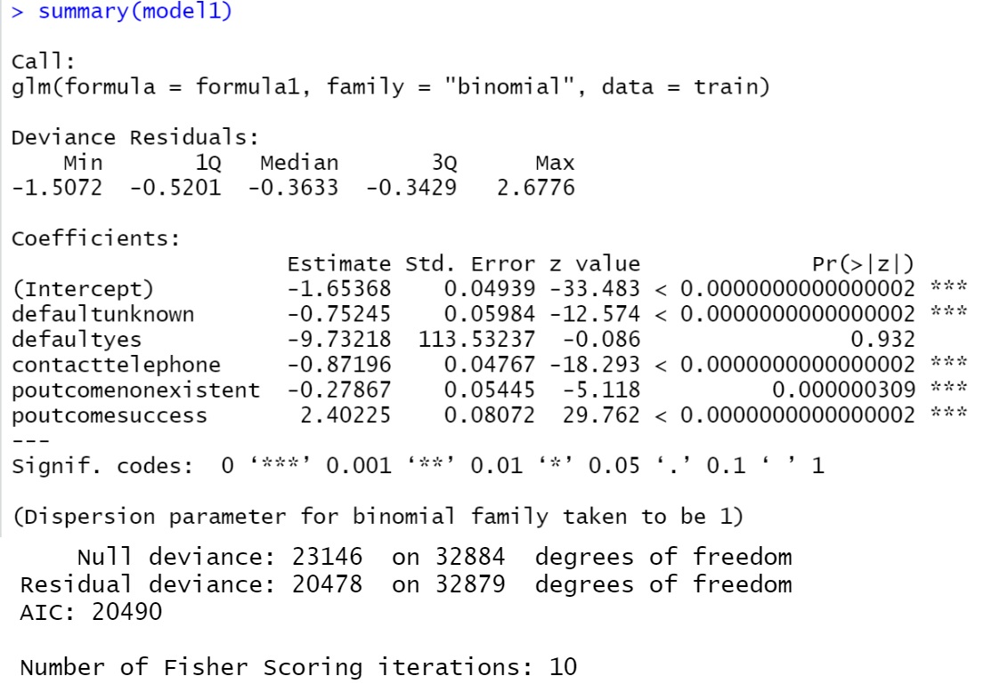 > summary(model1)
Call:
glm(formula = formula1, family = "binomial", data = train)
Deviance Residuals:
Min 1Q Median 3Q Max
-1.5072 -0.5201 -0.3633 -0.3429 2.6776
Coefficients:
Estimate Std. Error z value Pr(>|z|)
(Intercept) -1.65368 0.04939 -33.483 < 0.0000000000000002 ***
defaultunknown -0.75245 0.05984 -12.574 < 0.0000000000000002 ***
defaultyes -9.73218 113.53237 -0.086 0.932
contacttelephone -0.87196 0.04767 -18.293 < 0.0000000000000002 ***
poutcomenonexistent -0.27867 0.05445 -5.118 0.000000309 ***
poutcomesuccess 2.40225 0.08072 29.762 < 0.0000000000000002 ***
---
Signif. codes: 0 ‘***’ 0.001 ‘**’ 0.01 ‘*’ 0.05 ‘.’ 0.1 ‘ ’ 1
(Dispersion parameter for binomial family taken to be 1)
Null deviance: 23146 on 32884 degrees of freedom
Residual deviance: 20478 on 32879 degrees of freedom
AIC: 20490
Number of Fisher Scoring iterations: 10